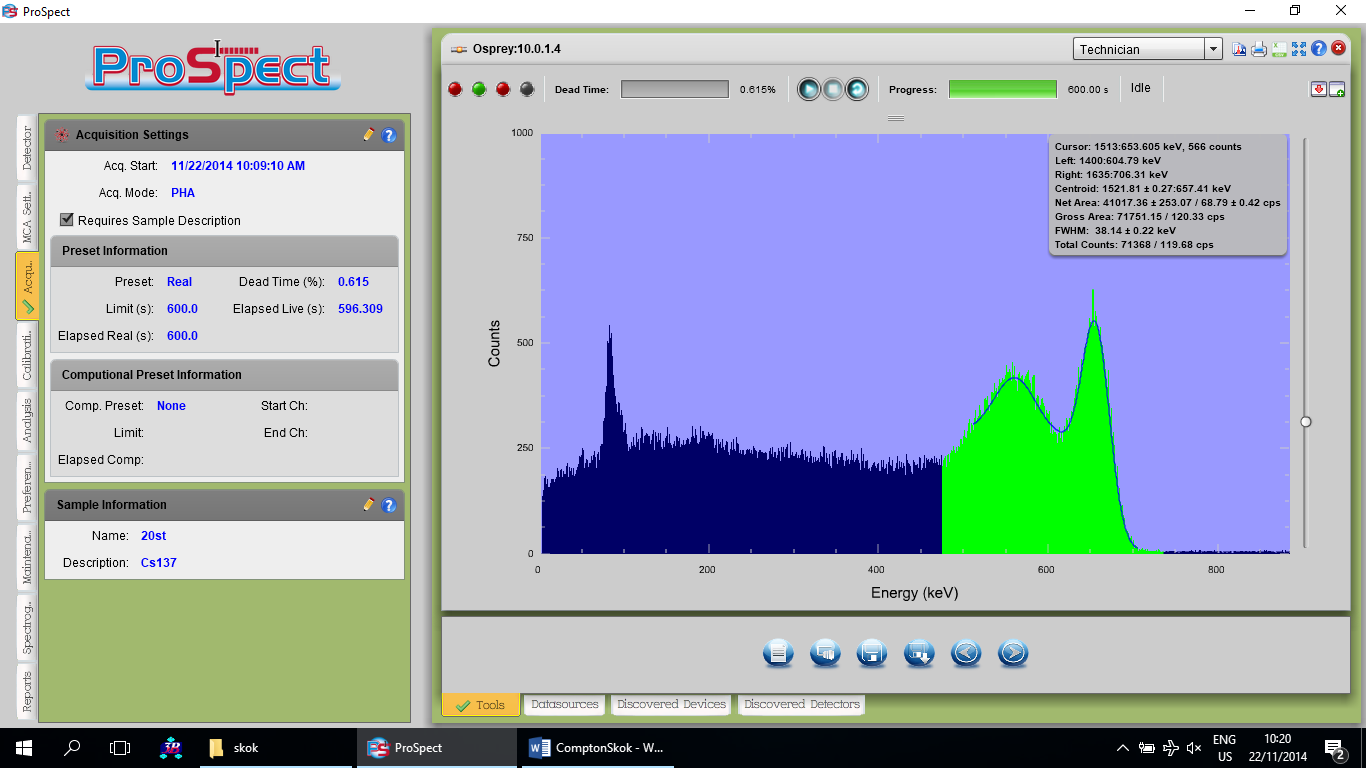 ProSpect
ProSpect
Osprey:10.0.1.4
Technician
Dead Time:
0.615%
Progress:
600.00 s
Idle
Detector
MCA Sett..
Acqu..
Calibrati..
Analysis
Preferen..
Maintena..
Spectrog..
Reports
Acquisition Settings
Acq. Start: 11/22/2014 10:09:10 AM
Acq. Mode: PHA
Requires Sample Description
Preset Information
Preset: Real Dead Time (%): 0.615
Limit (s): 600.0 Elapsed Live (s): 596.309
Elapsed Real (s): 600.0
Computional Preset Information
Comp. Preset: None Start Ch:
Limit: End Ch:
Elapsed Comp:
Sample Information
Name: 20st
Description: Cs137
Cursor: 1513:653.605 keV, 566 counts
Left: 1400:604.79 keV
Right: 1635:706.31 keV
Centroid: 1521.81 ± 0.27:657.41 keV
Net Area: 41017.36 ± 253.07 / 68.79 ± 0.42 cps
Gross Area: 71751.15 / 120.33 cps
FWHM: 38.14 ± 0.22 keV
Total Counts: 71368 / 119.68 cps
1000
750
500
250
0
Counts
0 200 400 600 800
Energy (keV)
Tools
Datasources
Discovered Devices
Discovered Detectors
skok
ProSpect
ComptonSkok - W...
ENG
US
10:20
22/11/2014
2